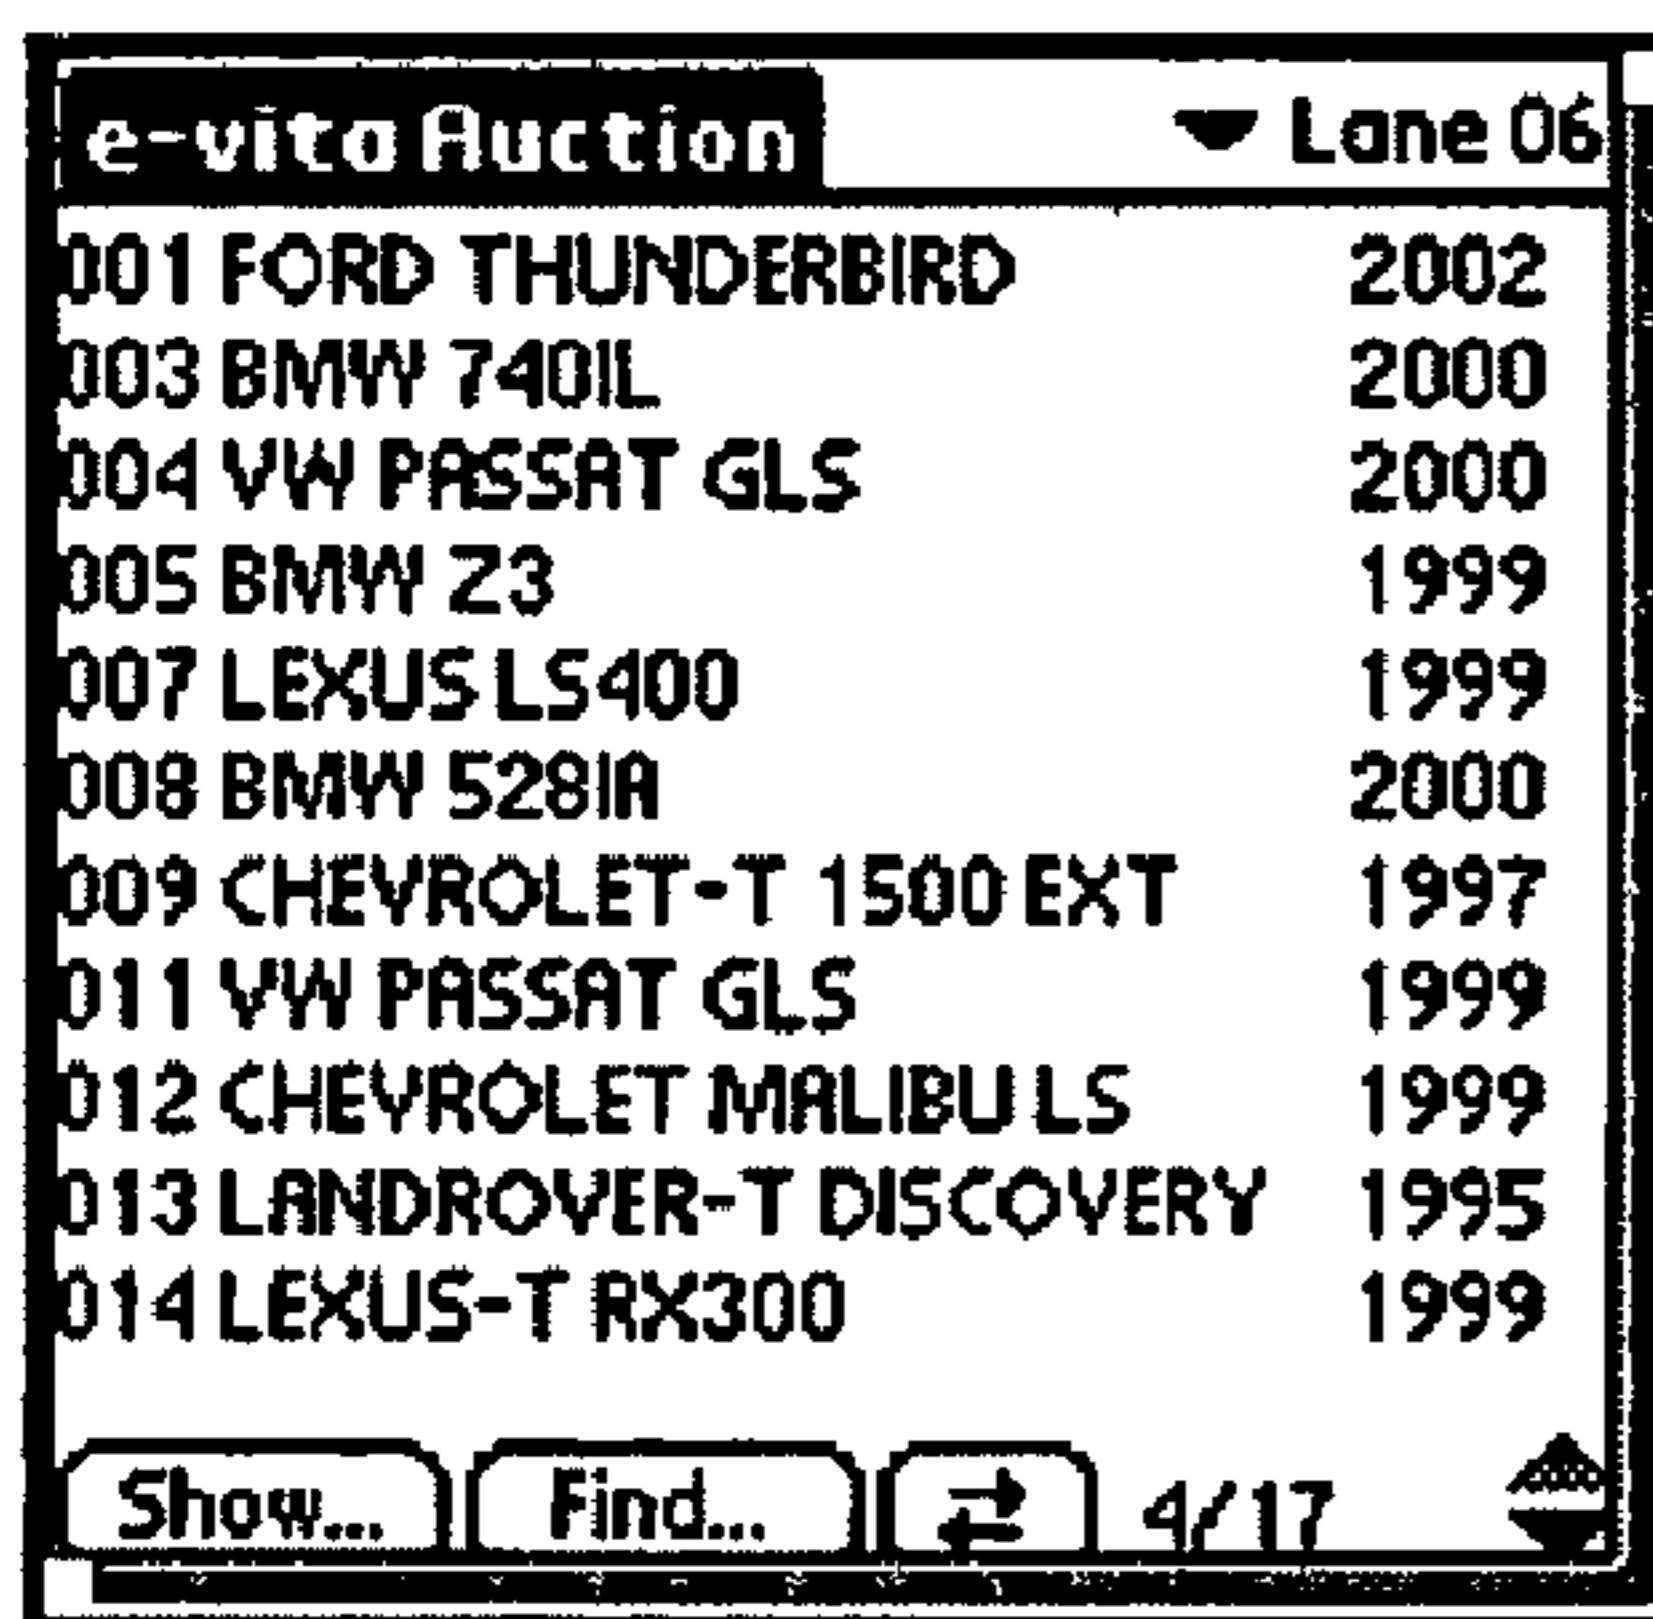 e-vita Auction Lane 06
001 FORD THUNDERBIRD 2002
003 BMW 740IL 2000
004 VW PASSAT GLS 2000
005 BMW Z3 1999
007 LEXUS LS400 1999
008 BMW 528IA 2000
009 CHEVROLET-T 1500 EXT 1997
011 VW PASSAT GLS 1999
012 CHEVROLET MALIBU LS 1999
013 LANDROVER-T DISCOVERY 1995
014 LEXUS-T RX300 1999
Show... Find... 4/17